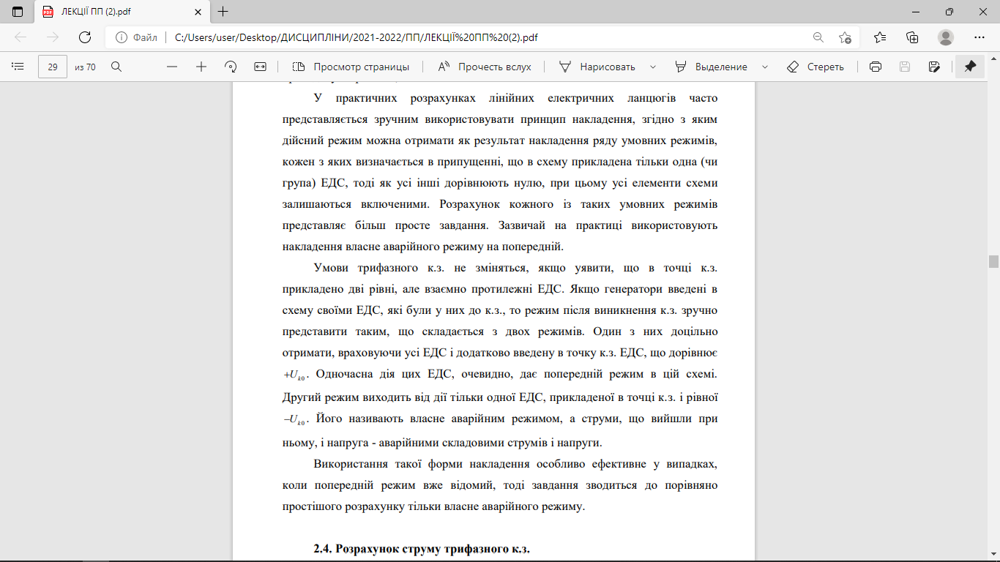 ЛЕКЦІЇ ПП (2).pdf
Файл
C:/Users/user/Desktop/ДИСЦИПЛІНИ/2021-2022/ПП/ЛЕКЦІЇ%20ПП%20(2).pdf
29 из 70 Просмотр страницы Прочесть вслух Нарисовать Выделение Стереть
У практичних розрахунках лінійних електричних ланцюгів часто
представляється зручним використовувати принцип накладення, згідно з яким
дійсний режим можна отримати як результат накладення ряду умовних режимів,
кожен з яких визначається в припущенні, що в схему прикладена тільки одна (чи
група) ЕДС, тоді як усі інші дорівнюють нулю, при цьому усі елементи схеми
залишаються включеними. Розрахунок кожного із таких умовних режимів
представляє більш просте завдання. Зазвичай на практиці використовують
накладення власне аварійного режиму на попередній.
Умови трифазного к.з. не зміняться, якщо уявити, що в точці к.з.
прикладено дві рівні, але взаємно протилежні ЕДС. Якщо генератори введені в
схему своїми ЕДС, які були у них до к.з., то режим після виникнення к.з. зручно
представити таким, що складається з двох режимів. Один з них доцільно
отримати, враховуючи усі ЕДС і додатково введену в точку к.з. ЕДС, що дорівнює
+U k0. Одночасна дія цих ЕДС, очевидно, дає попередній режим в цій схемі.
Другий режим виходить від дії тільки одної ЕДС, прикладеної в точці к.з. і рівної
−U k0. Його називають власне аварійним режимом, а струми, що вийшли при
ньому, і напруга - аварійними складовими струмів і напруги.
Використання такої форми накладення особливо ефективне у випадках,
коли попередній режим вже відомий, тоді завдання зводиться до порівняно
простішого розрахунку тільки власне аварійного режиму.
2.4. Розрахунок струму трифазного к.з.